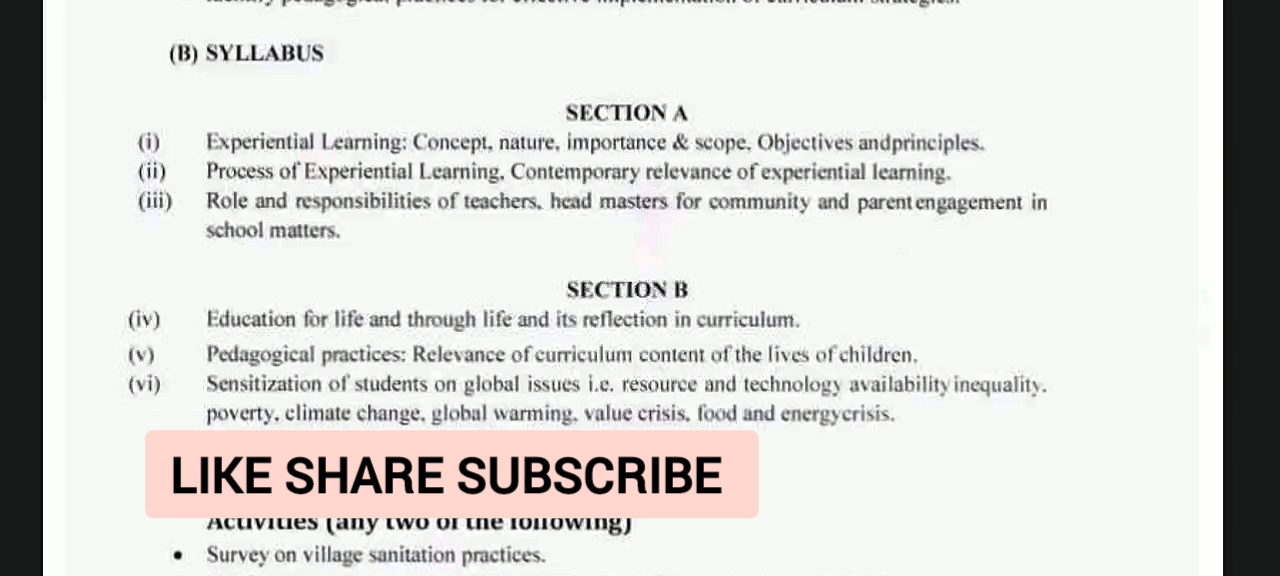 (B) SYLLABUS
SECTION A
(i) Experiential Learning: Concept, nature, importance & scope, Objectives andprinciples.
(ii) Process of Experiential Learning, Contemporary relevance of experiential learning.
(iii) Role and responsibilities of teachers, head masters for community and parent engagement in
school matters.
SECTION B
(iv) Education for life and through life and its reflection in curriculum.
(v) Pedagogical practices: Relevance of curriculum content of the lives of children.
(vi) Sensitization of students on global issues i.e. resource and technology availability inequality,
poverty, climate change, global warming, value crisis, food and energycrisis.
LIKE SHARE SUBSCRIBE
Activities (any two of the following)
• Survey on village sanitation practices.